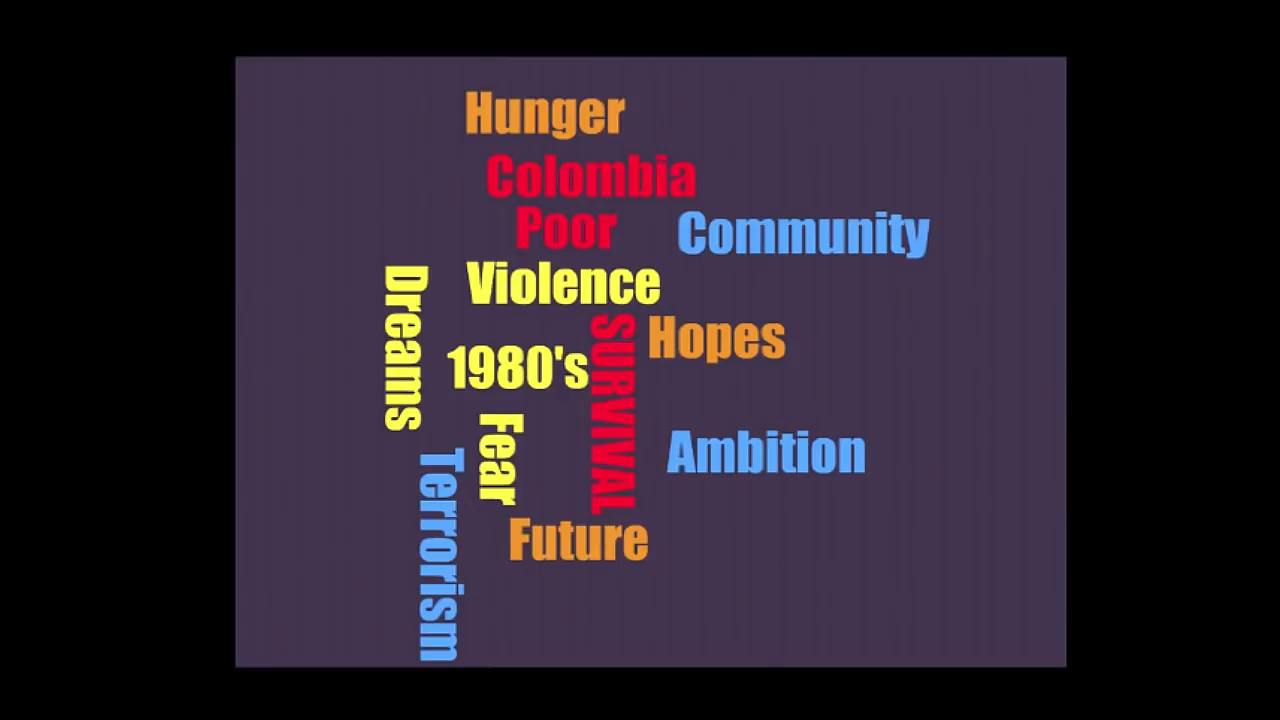 Hunger
Colombia
Poor
Community
Violence
Dreams
Hopes
SURVIVAL
1980's
Fear
Ambition
Terrorism
Future